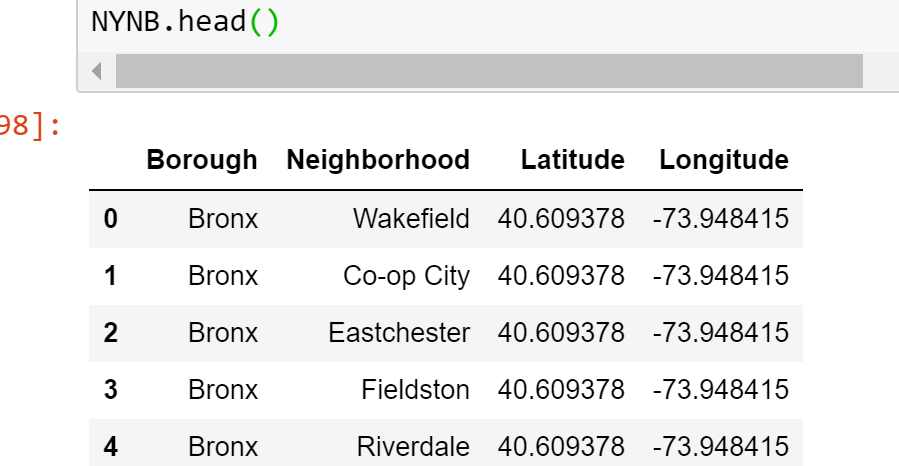 NYNB.head()
98]:
Borough Neighborhood Latitude Longitude
0 Bronx Wakefield 40.609378 -73.948415
1 Bronx Co-op City 40.609378 -73.948415
2 Bronx Eastchester 40.609378 -73.948415
3 Bronx Fieldston 40.609378 -73.948415
4 Bronx Riverdale 40.609378 -73.948415